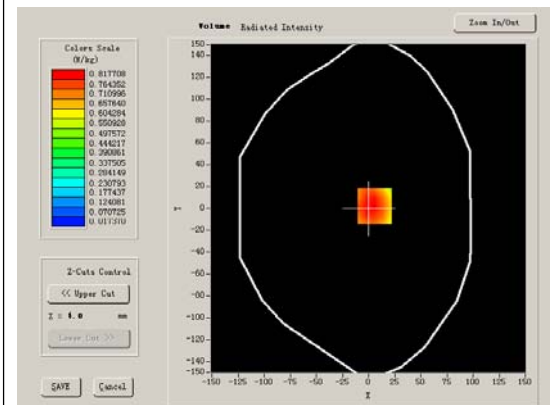 Volume Radiated Intensity
Zoom In/Out
Colors Scale
(W/kg)
0.817708
0.764352
0.710996
0.657640
0.604284
0.550928
0.497572
0.444217
0.390861
0.337505
0.284149
0.230793
0.177437
0.124081
0.070725
0.017370
Z-Cuts Control
<< Upper Cut
Z = 4.0 mm
Lower Cut >>
SAVE
Cancel
150
140
120
100
80
60
40
20
0
-20
-40
-60
-80
-100
-120
-140
-150
Y
-150 -125 -100 -75 -50 -25 0 25 50 75 100 125 150
X